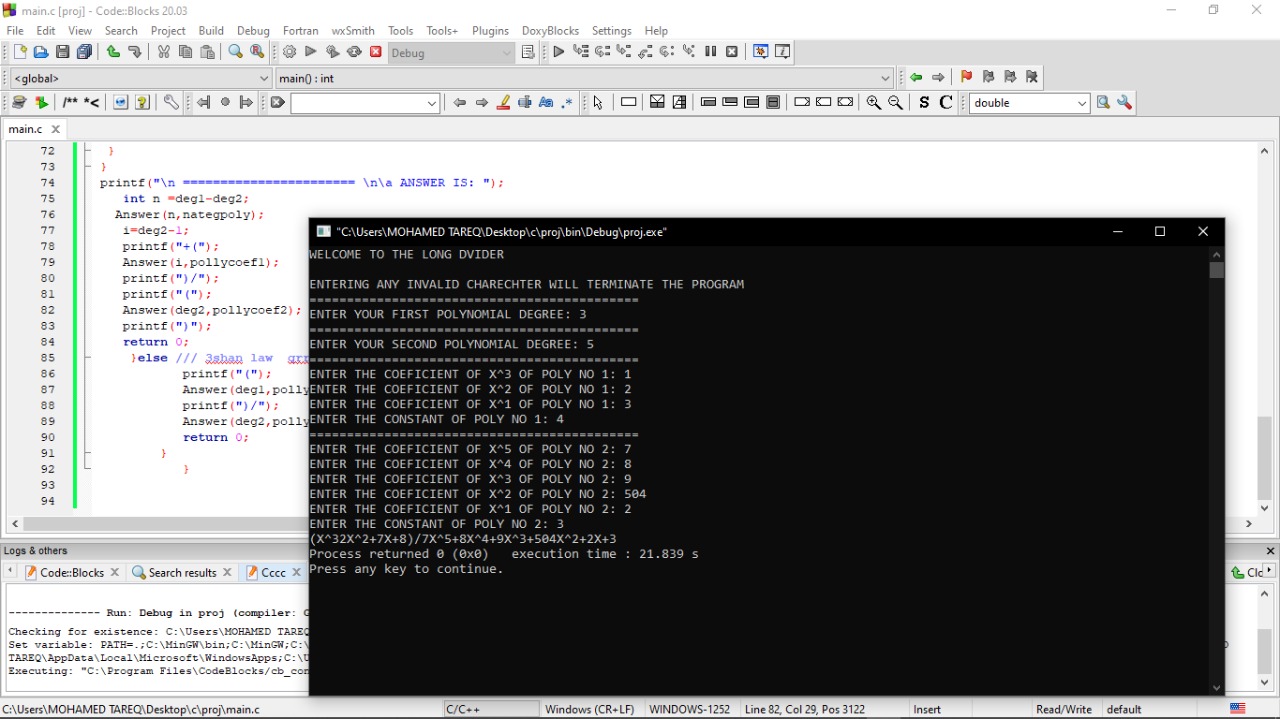 main.c [proj] - Code::Blocks 20.03
File Edit View Search Project Build Debug Fortran wxSmith Tools Tools+ Plugins DoxyBlocks Settings Help
Debug
<global> main() : int
/** *< Aa .* S C double
main.c
72 }
73 }
74 printf("\n ======================= \n\a ANSWER IS: ");
75 int n =deg1-deg2;
76 Answer(n,nategpoly);
77 i=deg2-1;
78 printf("+(");
79 Answer(i,pollycoef1);
80 printf(")/");
81 printf("(");
82 Answer(deg2,pollycoef2);
83 printf(")");
84 return 0;
85 }else /// 3shan law
86 printf("(");
87 Answer(deg1,polly
88 printf(")/");
89 Answer(deg2,polly
90 return 0;
91 }
92 }
93
94
"C:\Users\MOHAMED TAREQ\Desktop\c\proj\bin\Debug\proj.exe"
WELCOME TO THE LONG DVIDER
ENTERING ANY INVALID CHARECHTER WILL TERMINATE THE PROGRAM
============================================
ENTER YOUR FIRST POLYNOMIAL DEGREE: 3
============================================
ENTER YOUR SECOND POLYNOMIAL DEGREE: 5
============================================
ENTER THE COEFICIENT OF X^3 OF POLY NO 1: 1
ENTER THE COEFICIENT OF X^2 OF POLY NO 1: 2
ENTER THE COEFICIENT OF X^1 OF POLY NO 1: 3
ENTER THE CONSTANT OF POLY NO 1: 4
============================================
ENTER THE COEFICIENT OF X^5 OF POLY NO 2: 7
ENTER THE COEFICIENT OF X^4 OF POLY NO 2: 8
ENTER THE COEFICIENT OF X^3 OF POLY NO 2: 9
ENTER THE COEFICIENT OF X^2 OF POLY NO 2: 504
ENTER THE COEFICIENT OF X^1 OF POLY NO 2: 2
ENTER THE CONSTANT OF POLY NO 2: 3
(X^32X^2+7X+8)/7X^5+8X^4+9X^3+504X^2+2X+3
Process returned 0 (0x0) execution time : 21.839 s
Press any key to continue.
Logs & others
Code::Blocks Search results Cccc Clo
-------------- Run: Debug in proj (compiler: G
Checking for existence: C:\Users\MOHAMED TAREQ
Set variable: PATH=.;C:\MinGW\bin;C:\MinGW;C:\
TAREQ\AppData\Local\Microsoft\WindowsApps;C:\U
Executing: "C:\Program Files\CodeBlocks/cb_con
C:\Users\MOHAMED TAREQ\Desktop\c\proj\main.c C/C++ Windows (CR+LF) WINDOWS-1252 Line 82, Col 29, Pos 3122 Insert Read/Write default